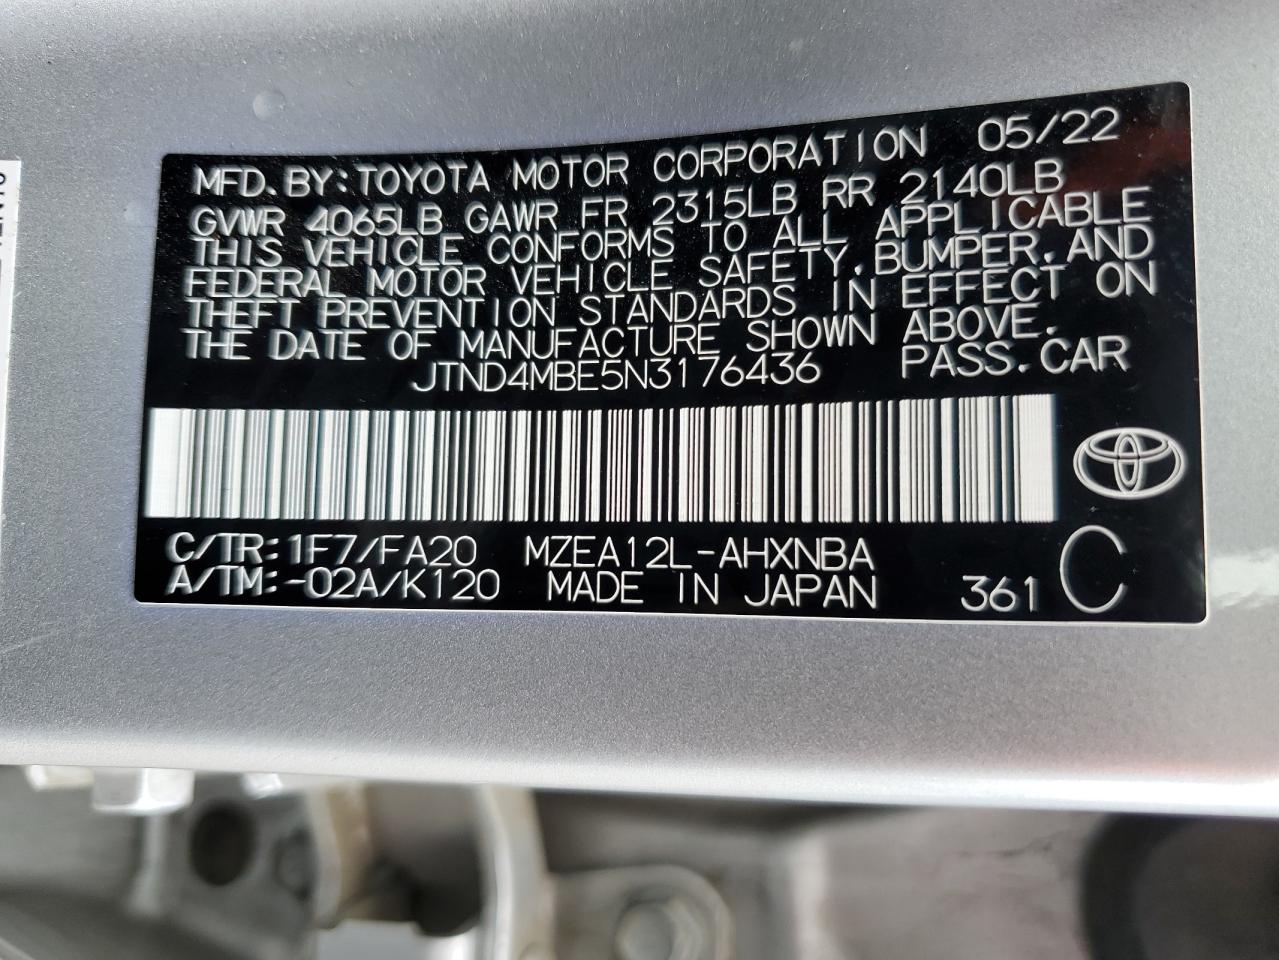 MFD. BY: TOYOTA MOTOR CORPORATION 05/22
GVWR 4065LB GAWR FR 2315LB RR 2140LB
THIS VEHICLE CONFORMS TO ALL APPLICABLE
FEDERAL MOTOR VEHICLE SAFETY, BUMPER, AND
THEFT PREVENTION STANDARDS IN EFFECT ON
THE DATE OF MANUFACTURE SHOWN ABOVE.
JTND4MBE5N3176436 PASS. CAR
C/TR: 1F7/FA20 MZEA12L-AHXNBA
A/TM: -02A/K120 MADE IN JAPAN 361 C